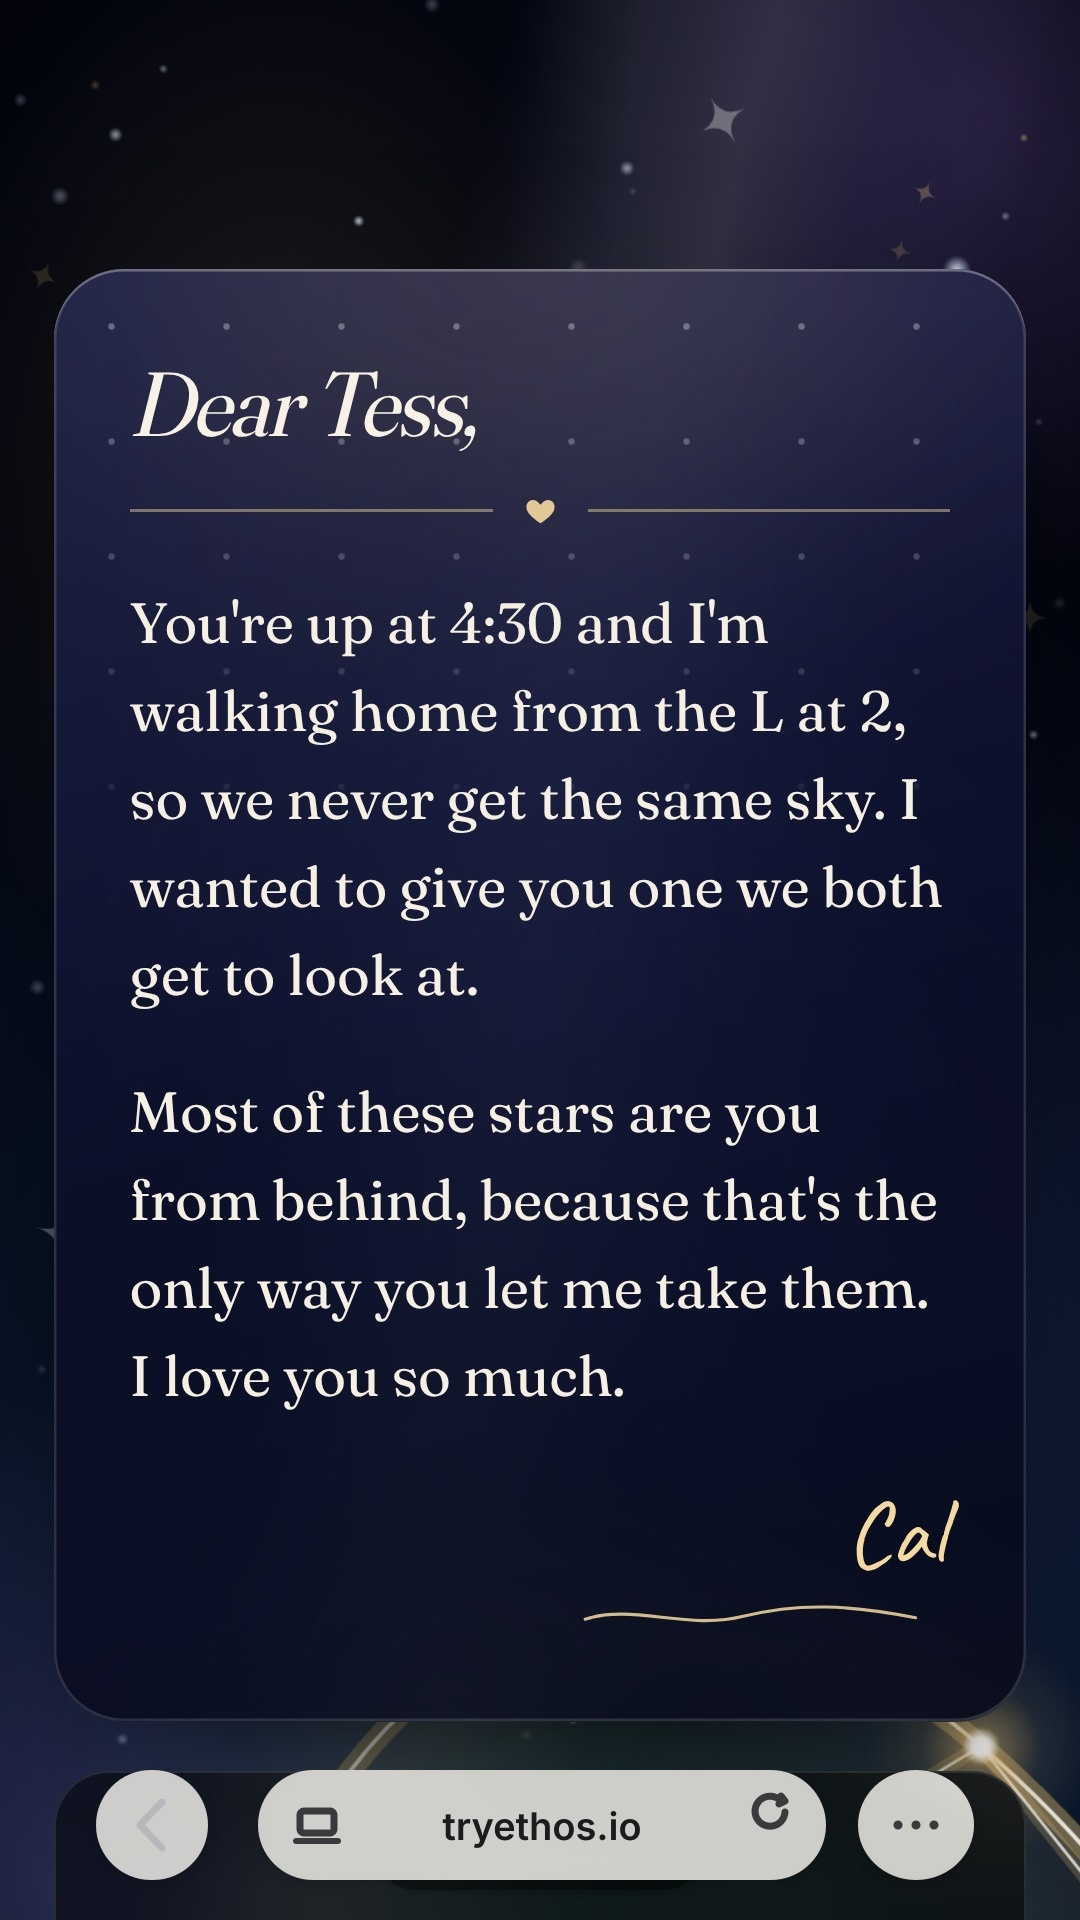 Dear Tess,
You're up at 4:30 and I'm
walking home from the L at 2,
so we never get the same sky. I
wanted to give you one we both
get to look at.
Most of these stars are you
from behind, because that's the
only way you let me take them.
I love you so much.
Cal
tryethos.io